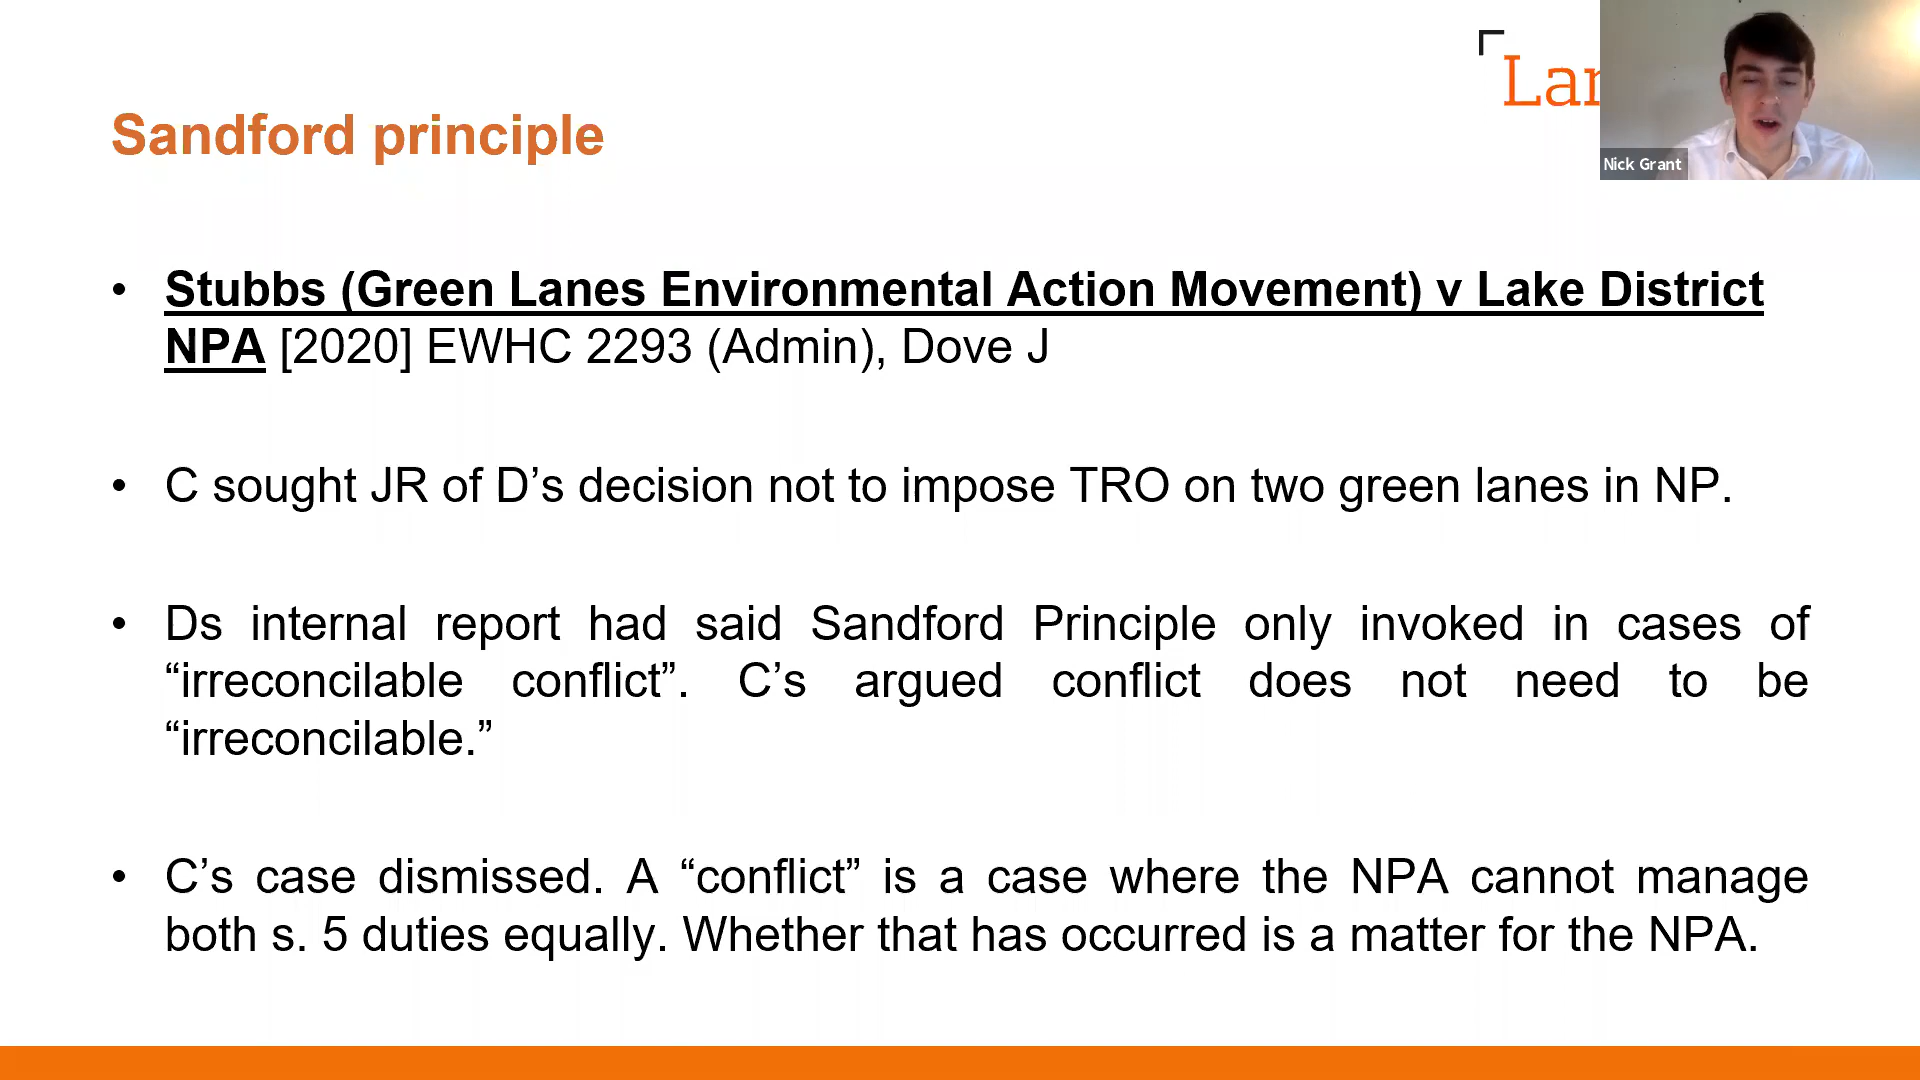 Lan
Nick Grant
Sandford principle
• Stubbs (Green Lanes Environmental Action Movement) v Lake District
NPA [2020] EWHC 2293 (Admin), Dove J
• C sought JR of D’s decision not to impose TRO on two green lanes in NP.
• Ds internal report had said Sandford Principle only invoked in cases of
“irreconcilable conflict”. C’s argued conflict does not need to be
“irreconcilable.”
• C’s case dismissed. A “conflict” is a case where the NPA cannot manage
both s. 5 duties equally. Whether that has occurred is a matter for the NPA.